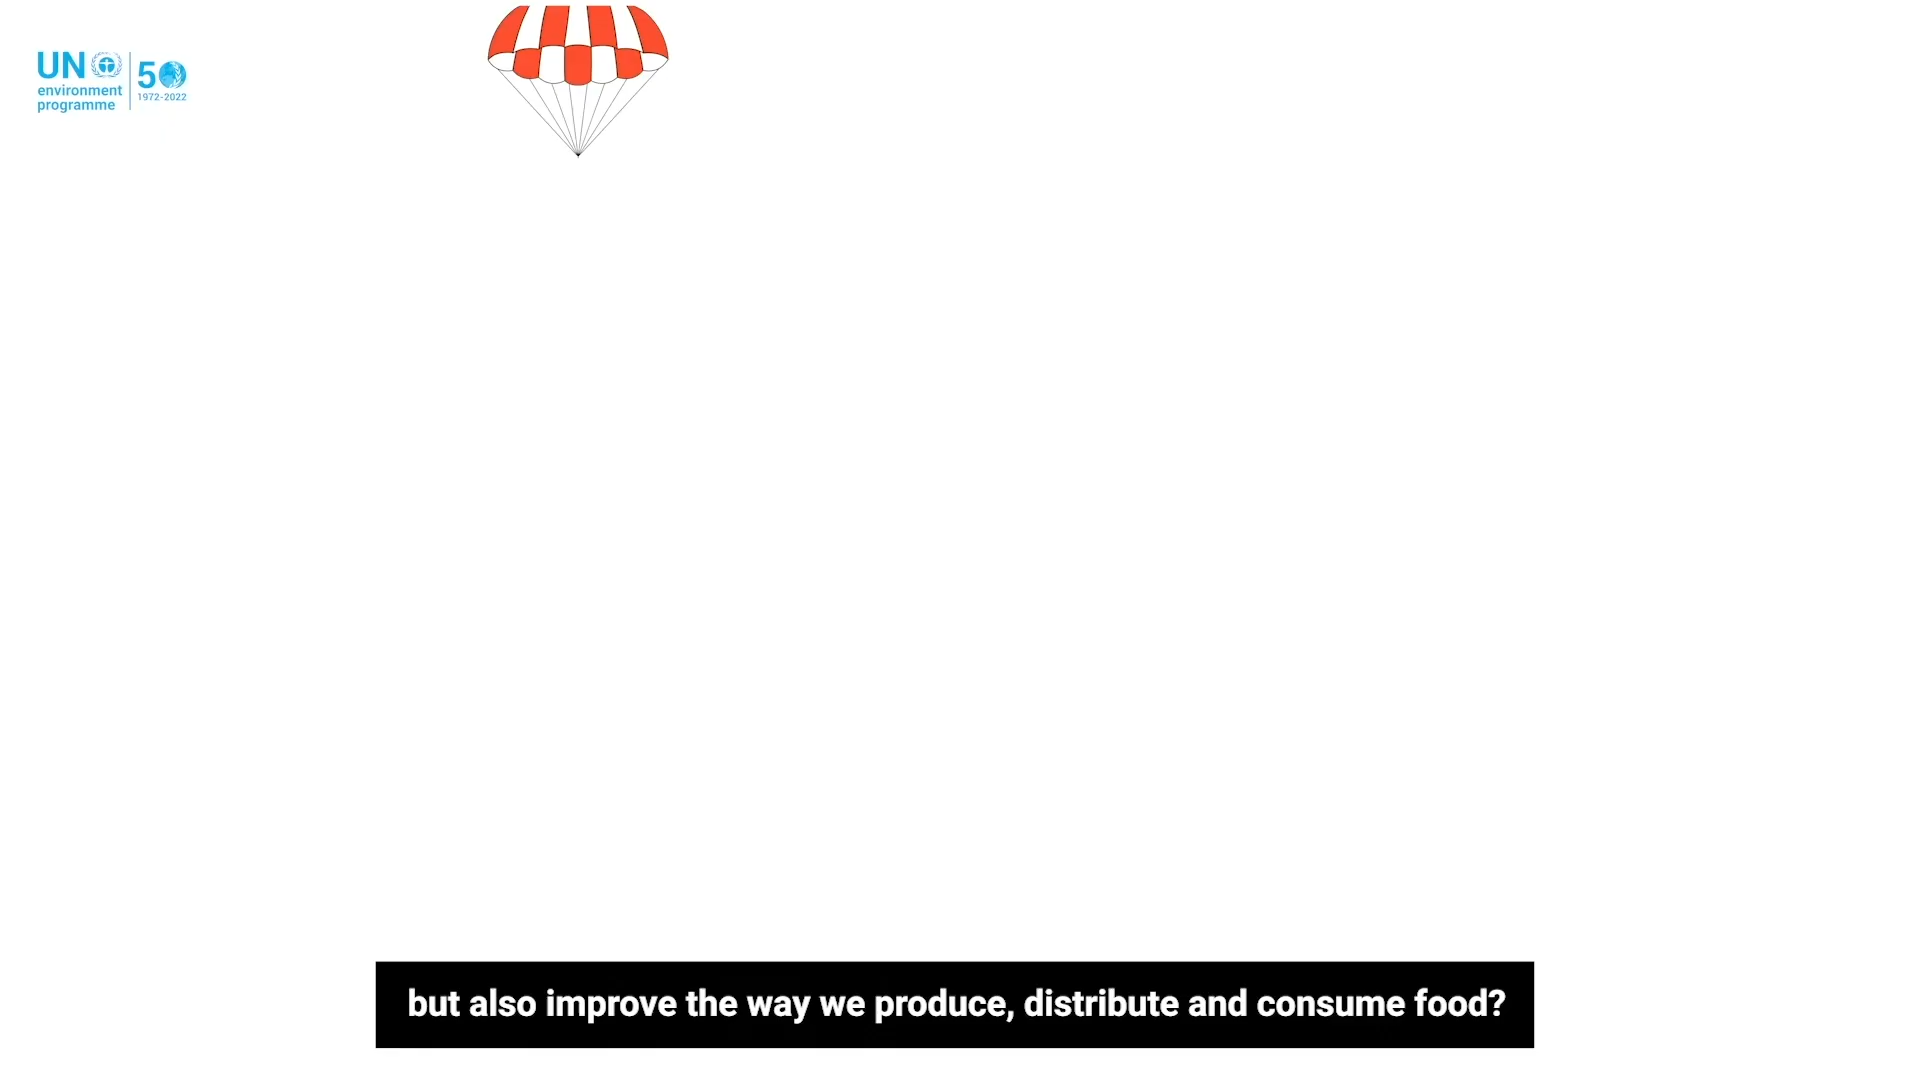 UN
environment
programme
50
1972-2022
but also improve the way we produce, distribute and consume food?